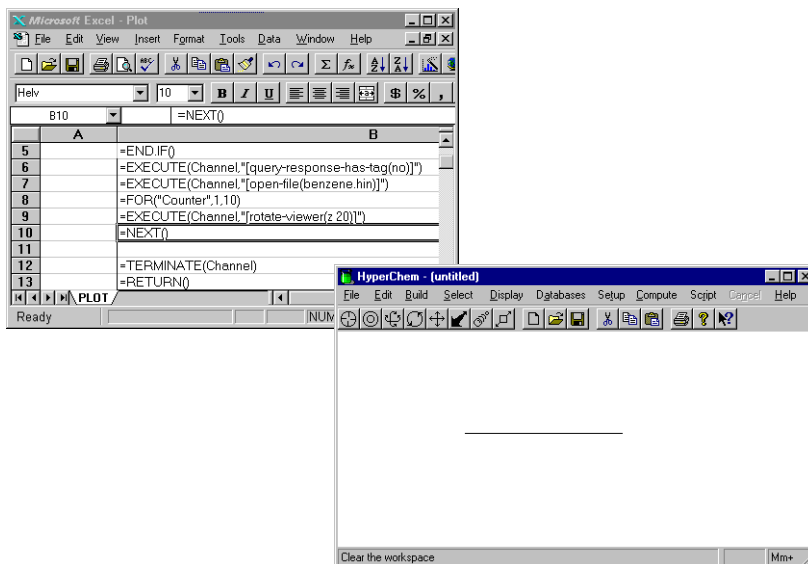 Microsoft Excel - Plot
File Edit View Insert Format Tools Data Window Help
ABC Σ fx A Z Z A
Helv 10 B I U a $ % ,
B10 =NEXT()
A B
5 =END.IF()
6 =EXECUTE(Channel,"[query-response-has-tag(no)]")
7 =EXECUTE(Channel,"[open-file(benzene.hin)]")
8 =FOR("Counter",1,10)
9 =EXECUTE(Channel,"[rotate-viewer(z 20)]")
10 =NEXT()
11
12 =TERMINATE(Channel)
13 =RETURN()
PLOT
Ready NUM
HyperChem - (untitled)
File Edit Build Select Display Databases Setup Compute Script Cancel Help
? ?
Clear the workspace Mm+